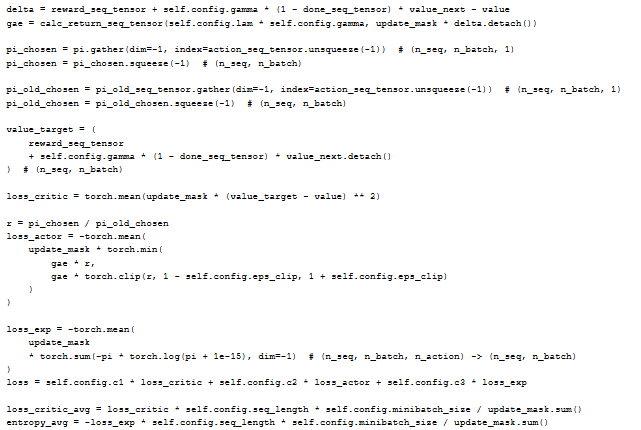 delta = reward_seq_tensor + self.config.gamma * (1 - done_seq_tensor) * value_next - value
gae = calc_return_seq_tensor(self.config.lam * self.config.gamma, update_mask * delta.detach())

pi_chosen = pi.gather(dim=-1, index=action_seq_tensor.unsqueeze(-1))  # (n_seq, n_batch, 1)
pi_chosen = pi_chosen.squeeze(-1)  # (n_seq, n_batch)

pi_old_chosen = pi_old_seq_tensor.gather(dim=-1, index=action_seq_tensor.unsqueeze(-1))  # (n_seq, n_batch, 1)
pi_old_chosen = pi_old_chosen.squeeze(-1)  # (n_seq, n_batch)

value_target = (
    reward_seq_tensor
    + self.config.gamma * (1 - done_seq_tensor) * value_next.detach()
)  # (n_seq, n_batch)

loss_critic = torch.mean(update_mask * (value_target - value) ** 2)

r = pi_chosen / pi_old_chosen
loss_actor = -torch.mean(
    update_mask * torch.min(
        gae * r,
        gae * torch.clip(r, 1 - self.config.eps_clip, 1 + self.config.eps_clip)
    )
)

loss_exp = -torch.mean(
    update_mask
    * torch.sum(-pi * torch.log(pi + 1e-15), dim=-1)  # (n_seq, n_batch, n_action) -> (n_seq, n_batch)
)
loss = self.config.c1 * loss_critic + self.config.c2 * loss_actor + self.config.c3 * loss_exp

loss_critic_avg = loss_critic * self.config.seq_length * self.config.minibatch_size / update_mask.sum()
entropy_avg = -loss_exp * self.config.seq_length * self.config.minibatch_size / update_mask.sum()